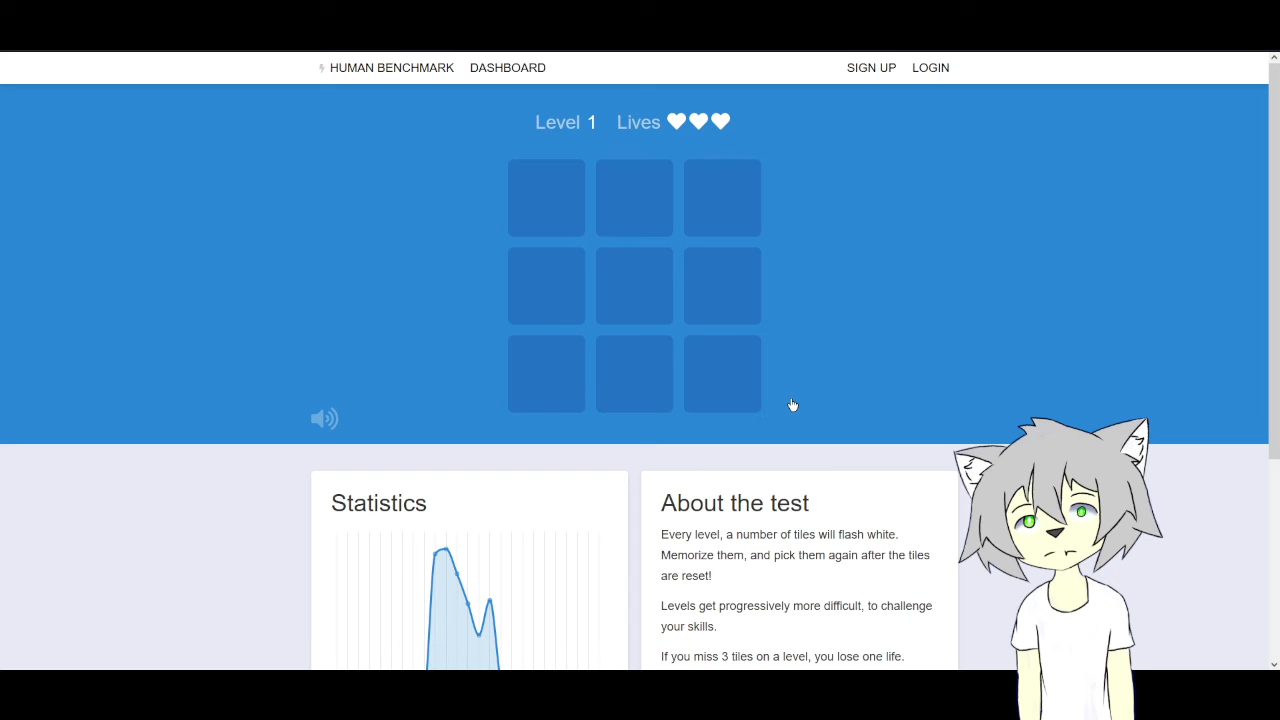 HUMAN BENCHMARK DASHBOARD SIGN UP LOGIN
Level 1 Lives
Statistics
About the test
Every level, a number of tiles will flash white.
Memorize them, and pick them again after the tiles
are reset!
Levels get progressively more difficult, to challenge
your skills.
If you miss 3 tiles on a level, you lose one life.